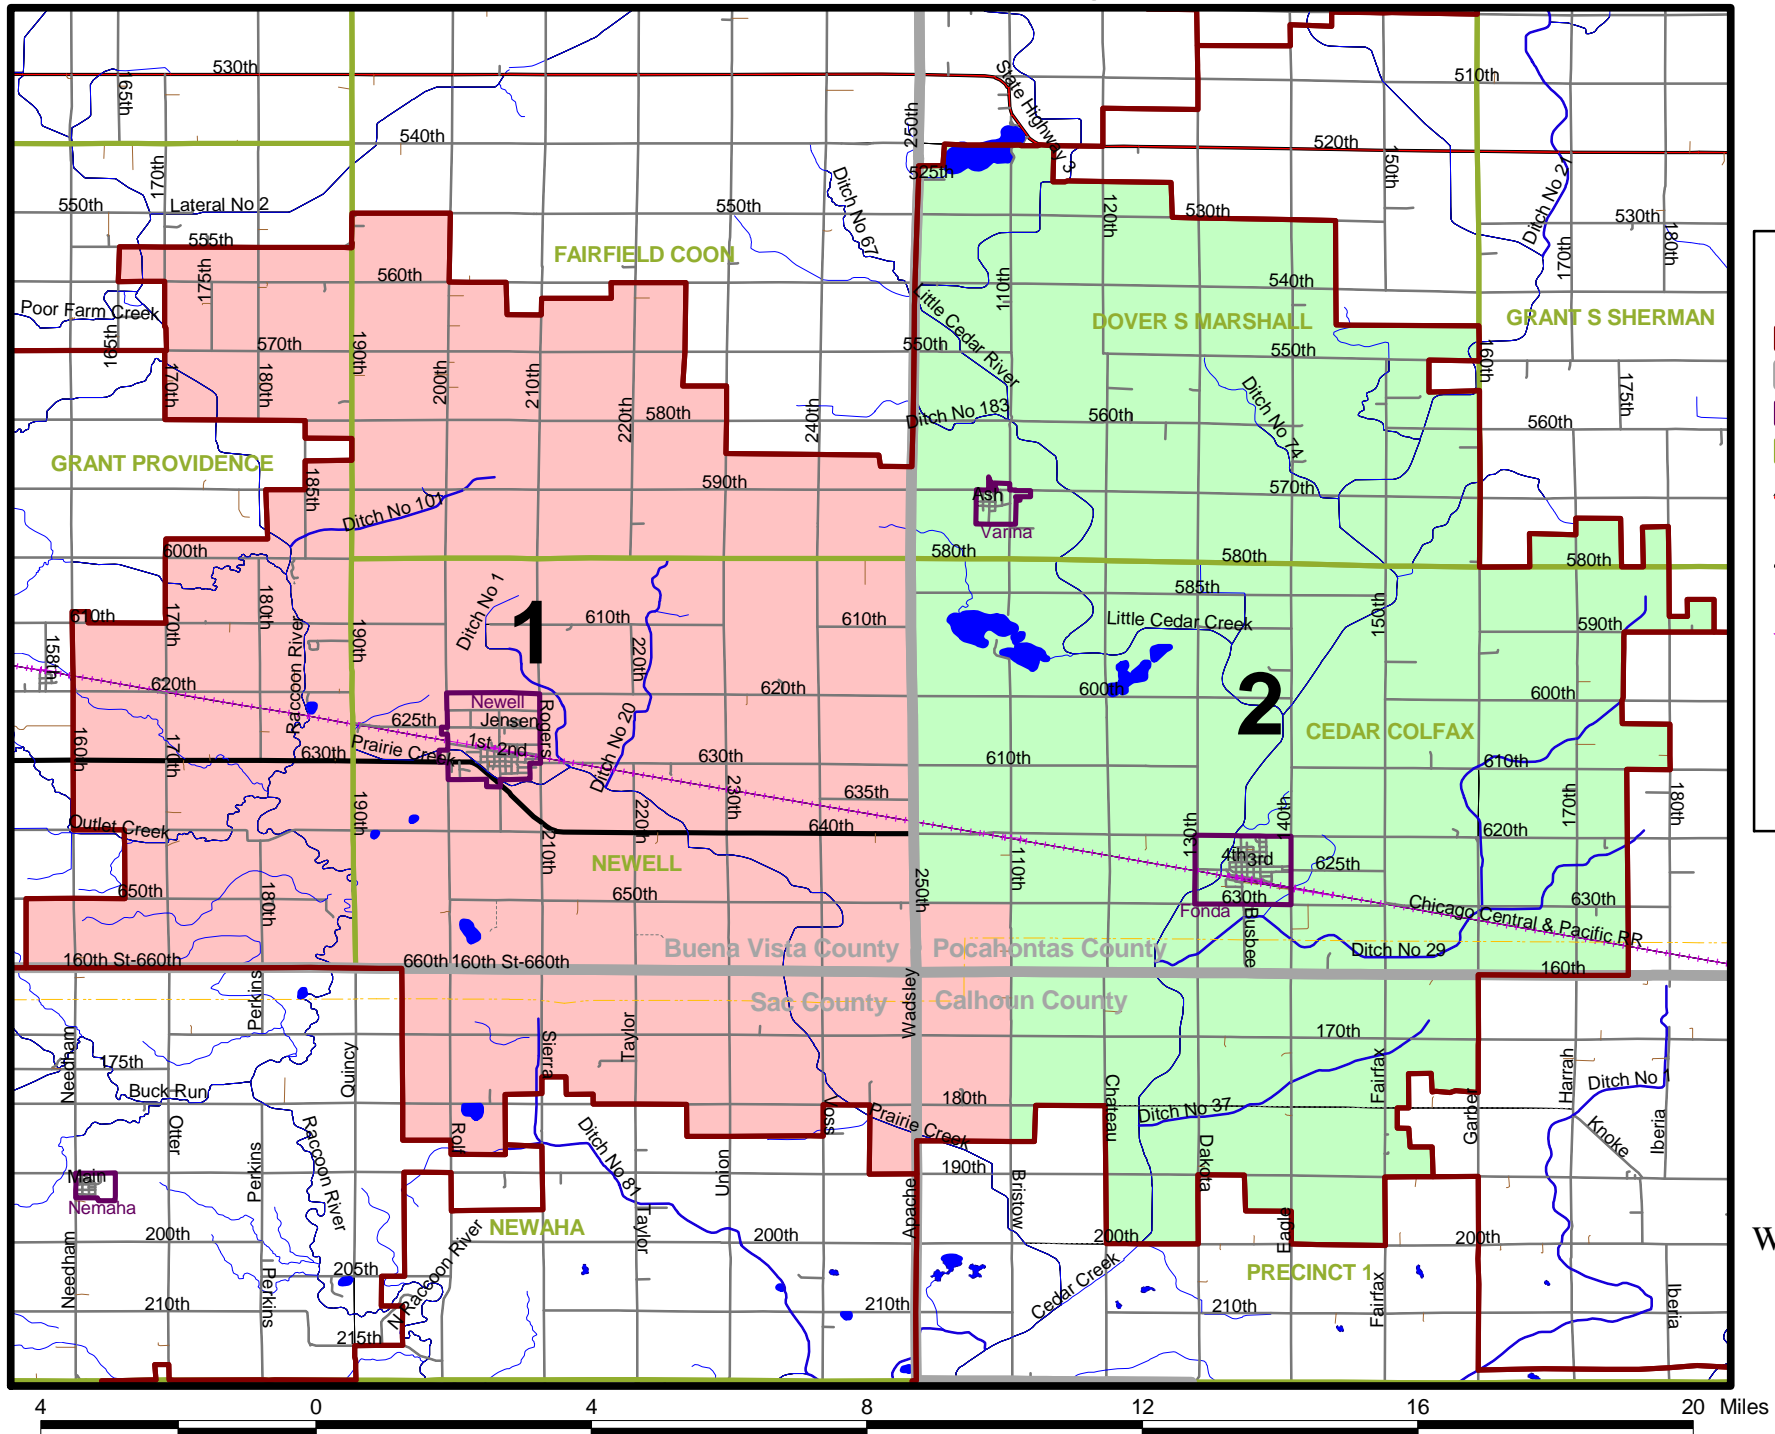 530th
510th
165th
State Highway 3
250th
540th
520th
150th
170th
525th
Ditch No 67
Ditch No 27
550th
Lateral No 2
550th
120th
530th
530th
180th
555th
FAIRFIELD COON
170th
175th
560th
540th
110th
Poor Farm Creek
Little Cedar River
DOVER S MARSHALL
GRANT S SHERMAN
165th
570th
190th
550th
550th
160th
170th
180th
200th
210th
220th
580th
240th
Ditch No 183
560th
Ditch No 74
175th
560th
GRANT PROVIDENCE
185th
590th
570th
Ditch No 101
Ash
Varina
600th
580th
580th
580th
180th
585th
Ditch No 1
1
610th
170th
190th
610th
610th
Little Cedar Creek
150th
590th
158th
Raccoon River
220th
620th
620th
600th
2
600th
Newell
Jensen
Rogers
625th
1st 2nd
CEDAR COLFAX
160th
170th
630th
Prairie Creek
Ditch No 20
630th
610th
610th
190th
230th
635th
170th
180th
Outlet Creek
210th
220th
640th
130th
140th
620th
NEWELL
110th
4th 3rd
625th
650th
180th
650th
250th
630th
630th
Fonda
Busbee
Chicago Central & Pacific RR
Buena Vista County
Pocahontas County
Ditch No 29
160th St-660th
660th 160th St-660th
160th
Perkins
Sac County
Calhoun County
Wadsley
Needham
175th
Quincy
Sierra
Taylor
170th
Fairfax
Harrah
Buck Run
Ditch No 1
Otter
Raccoon River
Rolf
Voss
180th
Prairie Creek
Chateau
Ditch No 37
Garber
Knoke
Iberia
Perkins
Ditch No 81
Union
190th
Dakota
Main
Nemaha
Bristow
Apache
NEWAHA
200th
Taylor
200th
200th
Eagle
200th
W
Needham
205th
N Raccoon River
Cedar Creek
PRECINCT 1
Perkins
210th
210th
210th
Fairfax
Iberia
215th
4 0 4 8 12 16 20 Miles